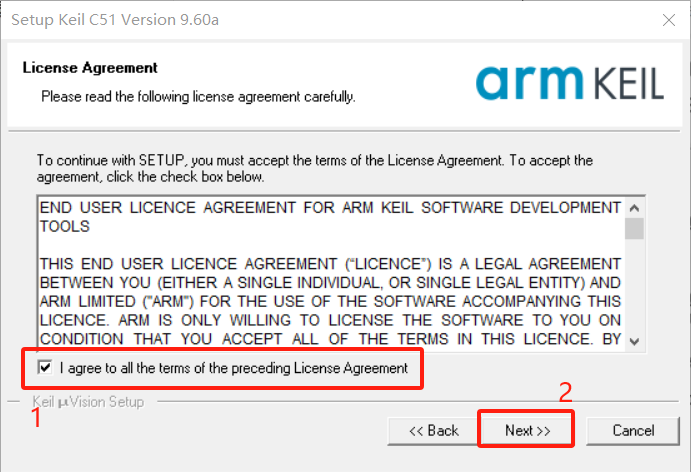 Setup Keil C51 Version 9.60a
License Agreement
Please read the following license agreement carefully.
arm KEIL
To continue with SETUP, you must accept the terms of the License Agreement. To accept the
agreement, click the check box below.
END USER LICENCE AGREEMENT FOR ARM KEIL SOFTWARE DEVELOPMENT
TOOLS
THIS END USER LICENCE AGREEMENT (“LICENCE”) IS A LEGAL AGREEMENT
BETWEEN YOU (EITHER A SINGLE INDIVIDUAL, OR SINGLE LEGAL ENTITY) AND
ARM LIMITED ("ARM") FOR THE USE OF THE SOFTWARE ACCOMPANYING THIS
LICENCE. ARM IS ONLY WILLING TO LICENSE THE SOFTWARE TO YOU ON
CONDITION THAT YOU ACCEPT ALL OF THE TERMS IN THIS LICENCE. BY
I agree to all the terms of the preceding License Agreement
1
Keil µVision Setup
2
<< Back
Next >>
Cancel